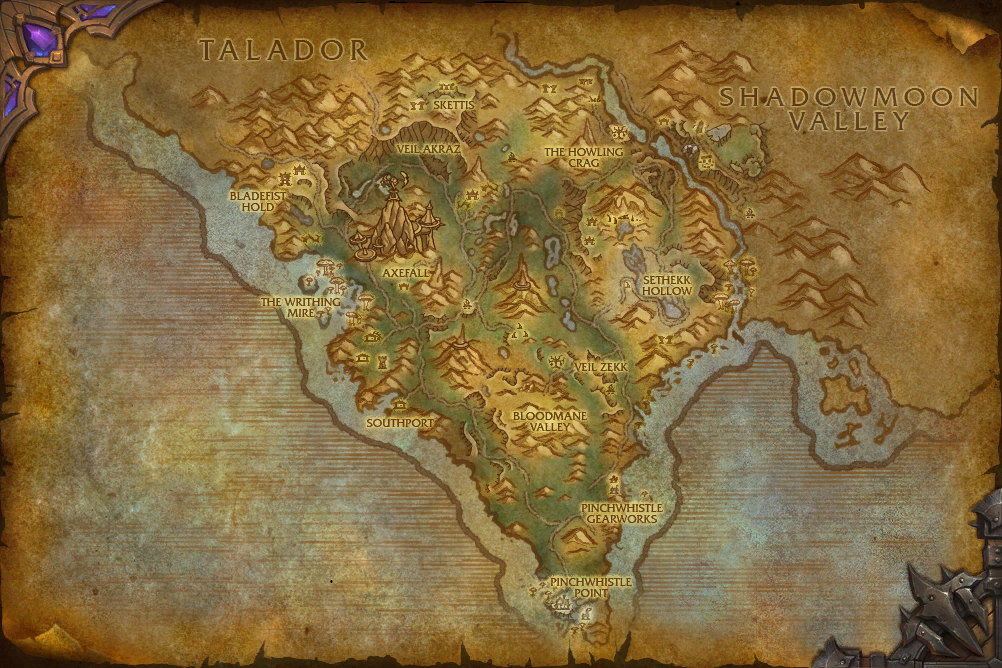 TALADOR
SHADOWMOON
VALLEY
SKETTIS
VEIL AKRAZ
THE HOWLING
CRAG
BLADEFIST
HOLD
AXEFALL
SETHEKK
HOLLOW
THE WRITHING
MIRE
VEIL ZEKK
SOUTHPORT
BLOODMANE
VALLEY
PINCHWHISTLE
GEARWORKS
PINCHWHISTLE
POINT